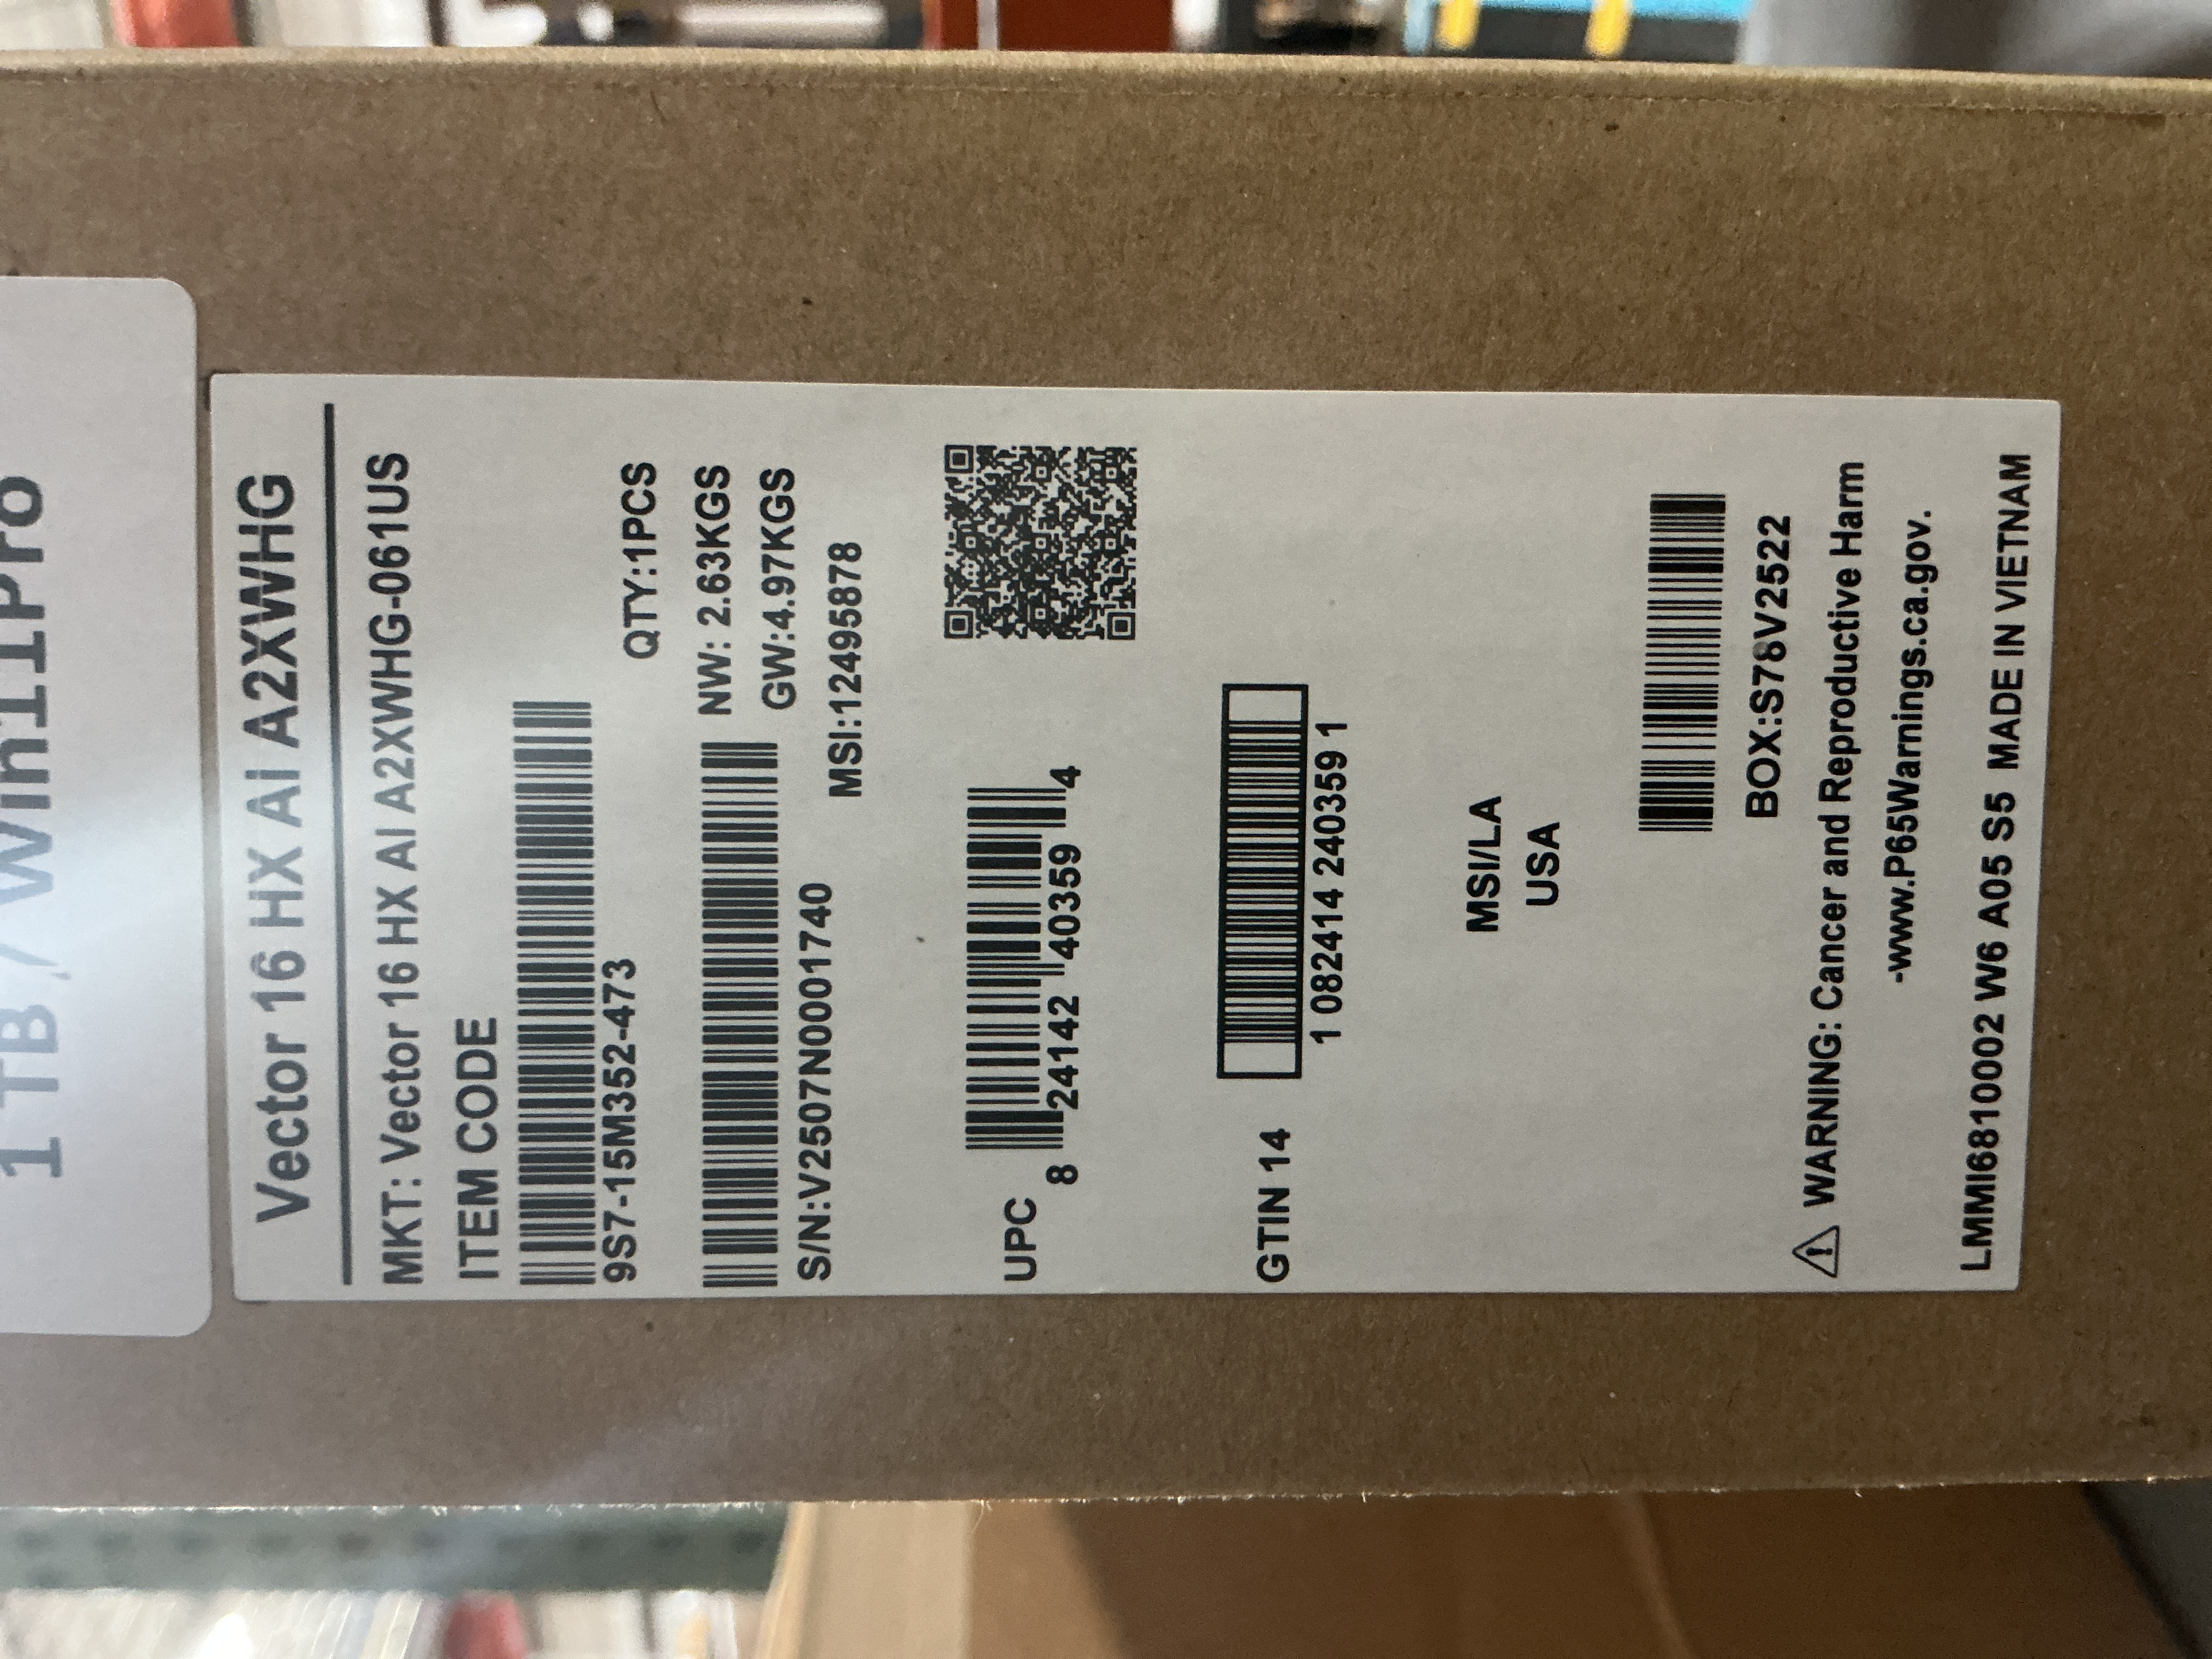 1 TB / Win11Pro
Vector 16 HX AI A2XWHG
MKT: Vector 16 HX AI A2XWHG-061US
ITEM CODE
9S7-15M352-473
QTY:1PCS
NW: 2.63KGS
GW:4.97KGS
S/N:V2507N0001740
MSI:12495878
UPC
8 24142 40359 4
GTIN 14
1 082414 240359 1
MSI/LA
USA
BOX:S78V2522
⚠ WARNING: Cancer and Reproductive Harm
-www.P65Warnings.ca.gov.
LMMI6810002 W6 A05 S5 MADE IN VIETNAM